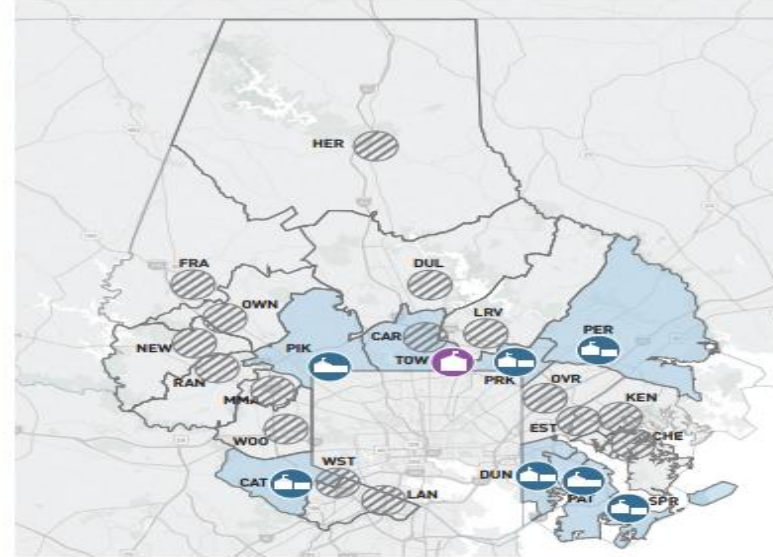 HER
FRA
DUL
OWN
LRV
CAR
PER
NEW
PIK
TOW
PRK
RAN
OVR
MMA
KEN
EST
CHE
WOO
WST
CAT
DUN
LAN
PAT
SPR